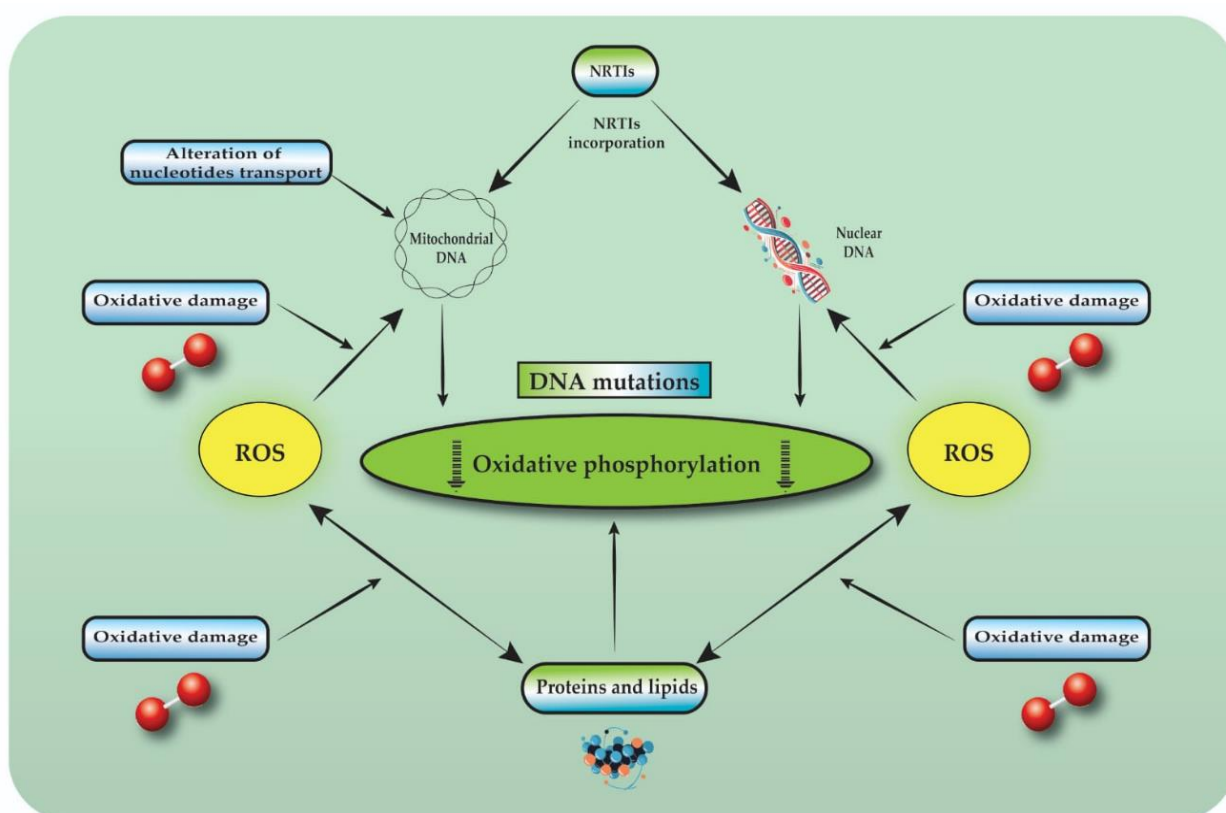 NRTIs
NRTIs
incorporation
Alteration of
nucleotides transport
Mitochondrial
DNA
Nuclear
DNA
Oxidative damage
Oxidative damage
DNA mutations
ROS
Oxidative phosphorylation
ROS
Oxidative damage
Oxidative damage
Proteins and lipids